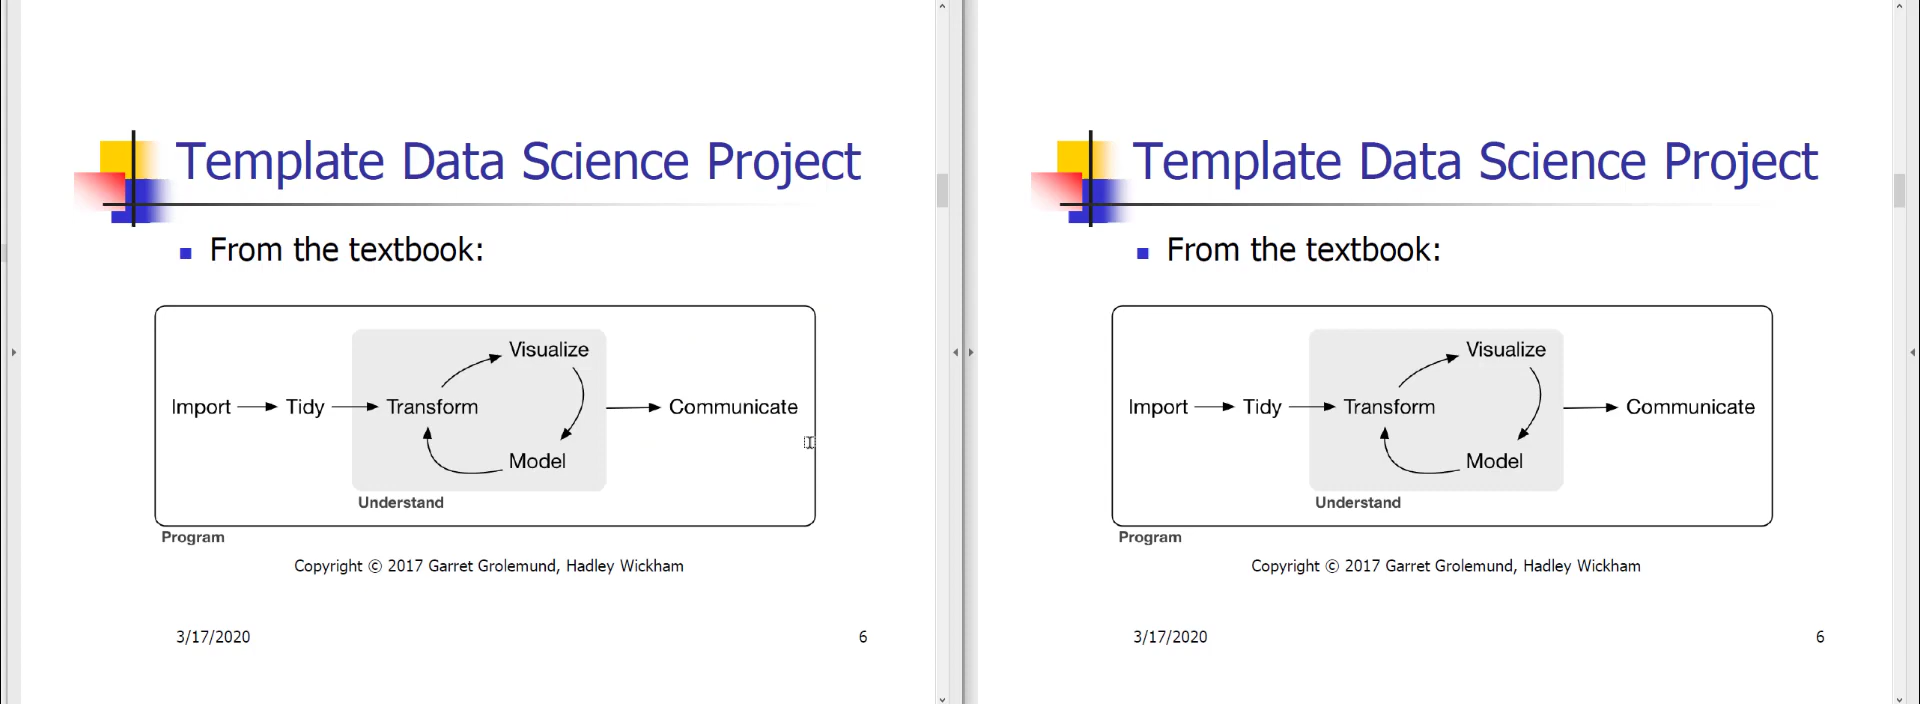 Template Data Science Project
From the textbook:
Visualize
Import Tidy Transform Communicate
Model
Understand
Program
Copyright © 2017 Garret Grolemund, Hadley Wickham
3/17/2020 6
Template Data Science Project
From the textbook:
Visualize
Import Tidy Transform Communicate
Model
Understand
Program
Copyright © 2017 Garret Grolemund, Hadley Wickham
3/17/2020 6